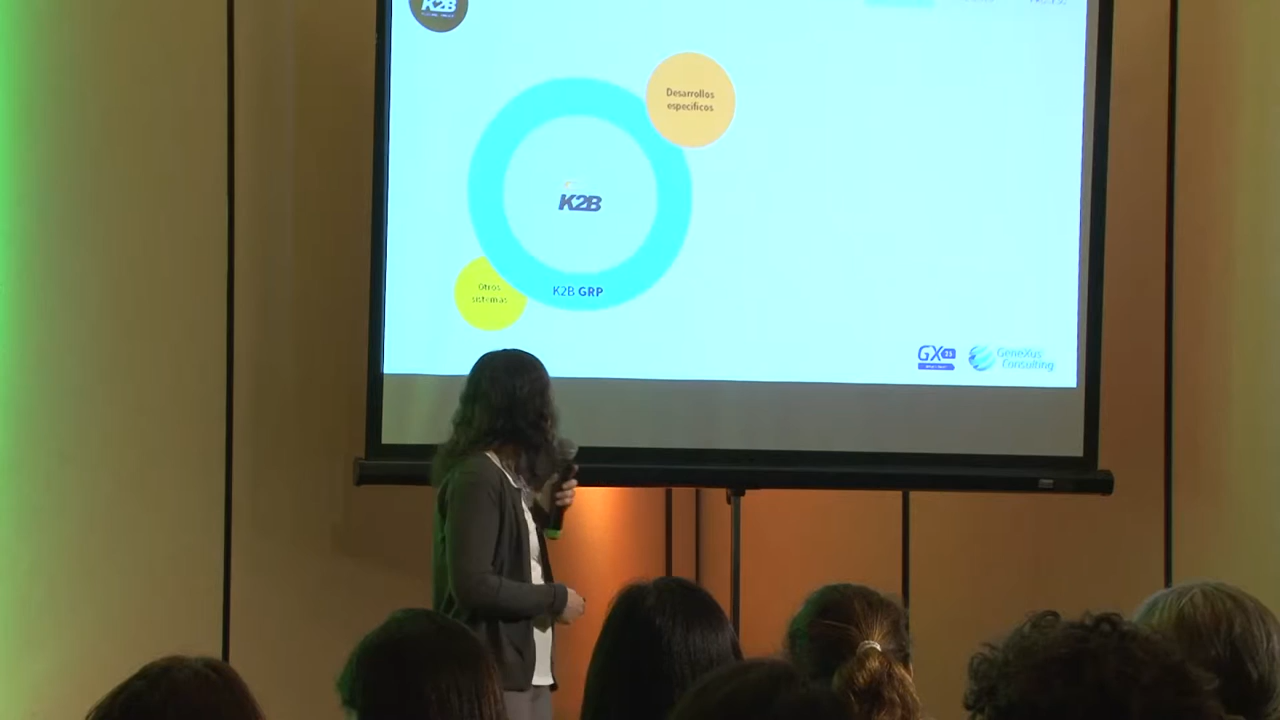 K2B
Desarrollos
específicos
K2B
Otros
sistemas
K2B GRP
GX
GeneXus
Consulting